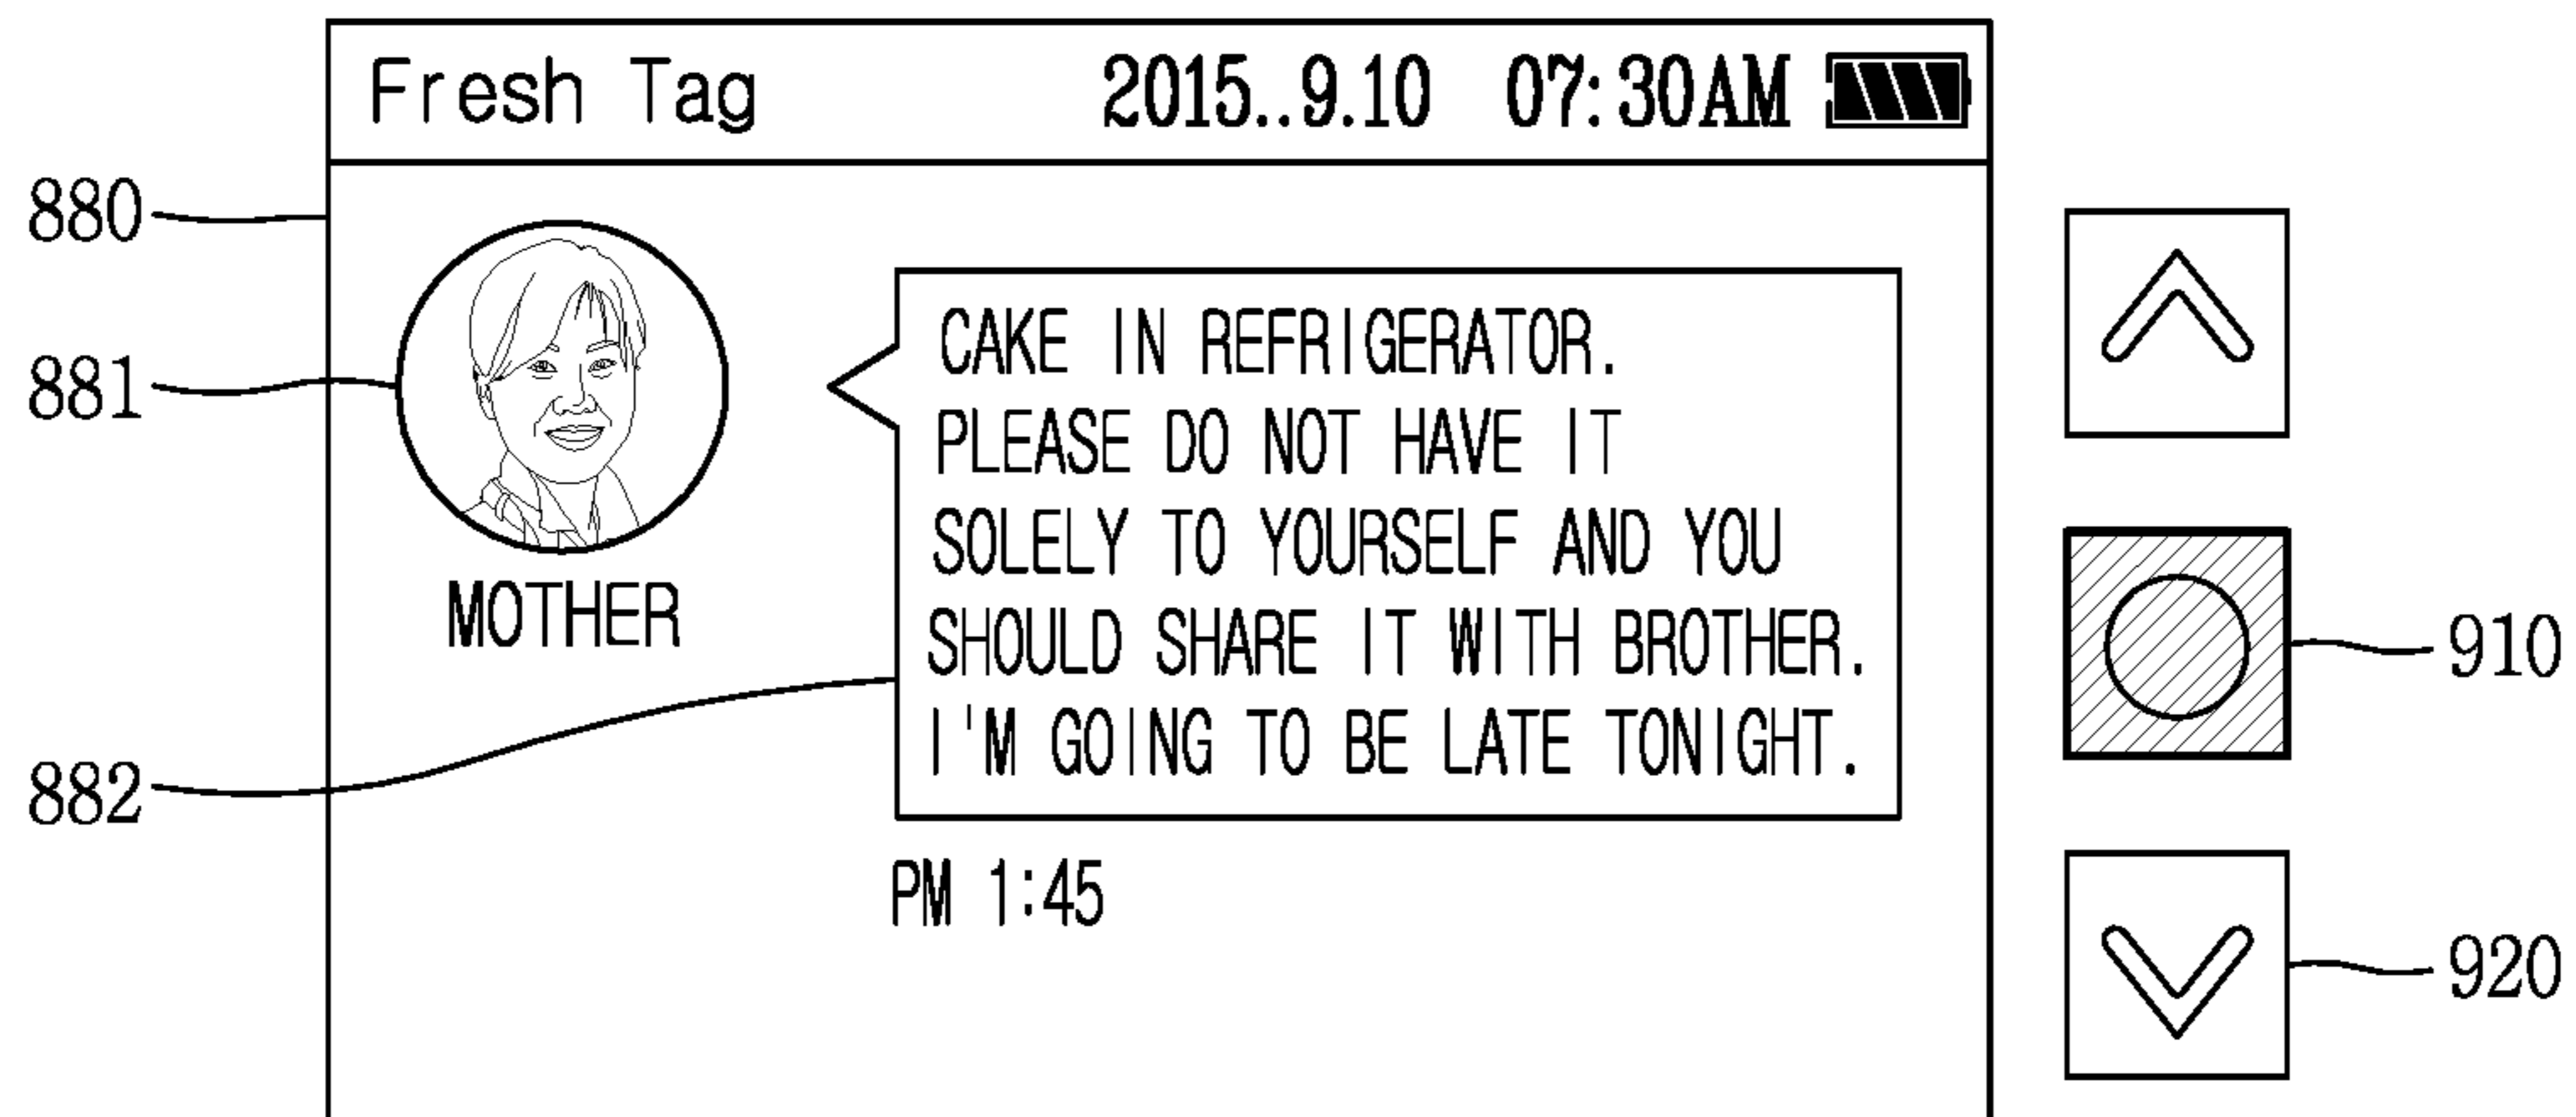 Fresh Tag 2015..9.10 07:30AM
880
881
MOTHER
CAKE IN REFRIGERATOR.
PLEASE DO NOT HAVE IT
SOLELY TO YOURSELF AND YOU
SHOULD SHARE IT WITH BROTHER.
I'M GOING TO BE LATE TONIGHT.
882
PM 1:45
910
920